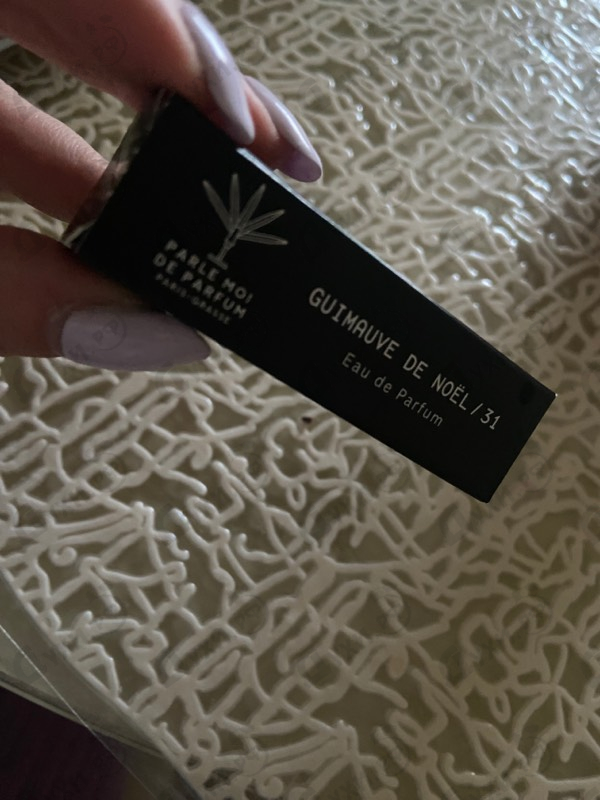 PARLE MOI
DE PARFUM
PARIS-GRASSE
GUIMAUVE DE NOËL / 31
Eau de Parfum